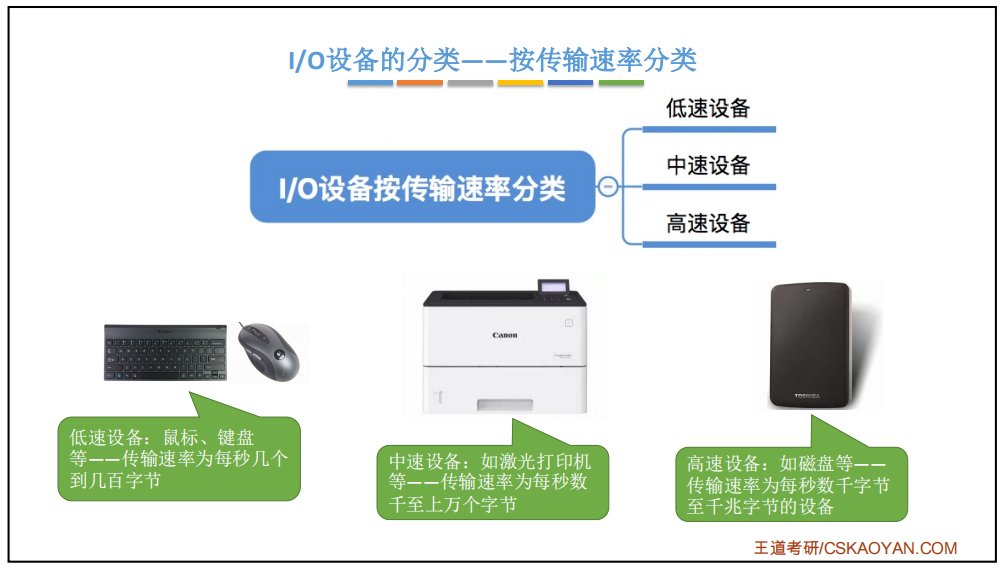 I/O设备的分类——按传输速率分类
低速设备
I/O设备按传输速率分类
中速设备
高速设备
Canon
TOSHIBA
低速设备：鼠标、键盘
等——传输速率为每秒几个
到几百字节
中速设备：如激光打印机
等——传输速率为每秒数
千至上万个字节
高速设备：如磁盘等——
传输速率为每秒数千字节
至千兆字节的设备
王道考研/CSKAOYAN.COM